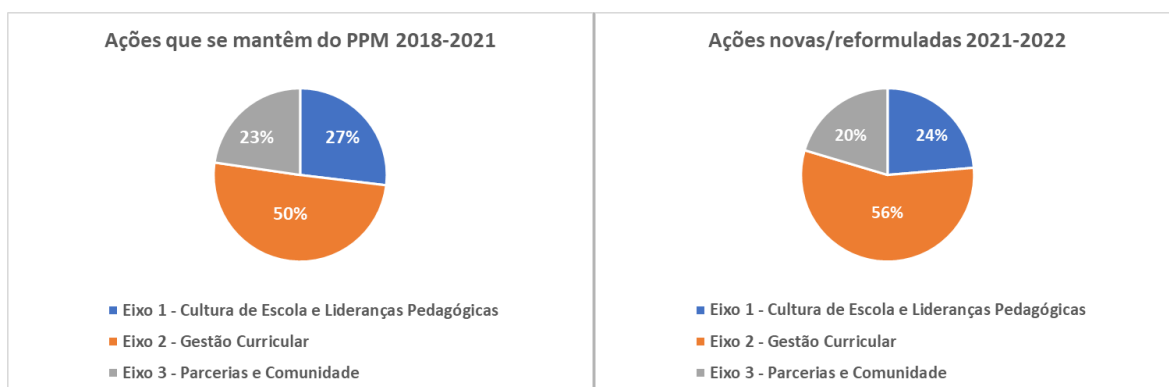 Ações que se mantêm do PPM 2018-2021
23%
27%
50%
Eixo 1 - Cultura de Escola e Lideranças Pedagógicas
Eixo 2 - Gestão Curricular
Eixo 3 - Parcerias e Comunidade
Ações novas/reformuladas 2021-2022
20%
24%
56%
Eixo 1 - Cultura de Escola e Lideranças Pedagógicas
Eixo 2 - Gestão Curricular
Eixo 3 - Parcerias e Comunidade